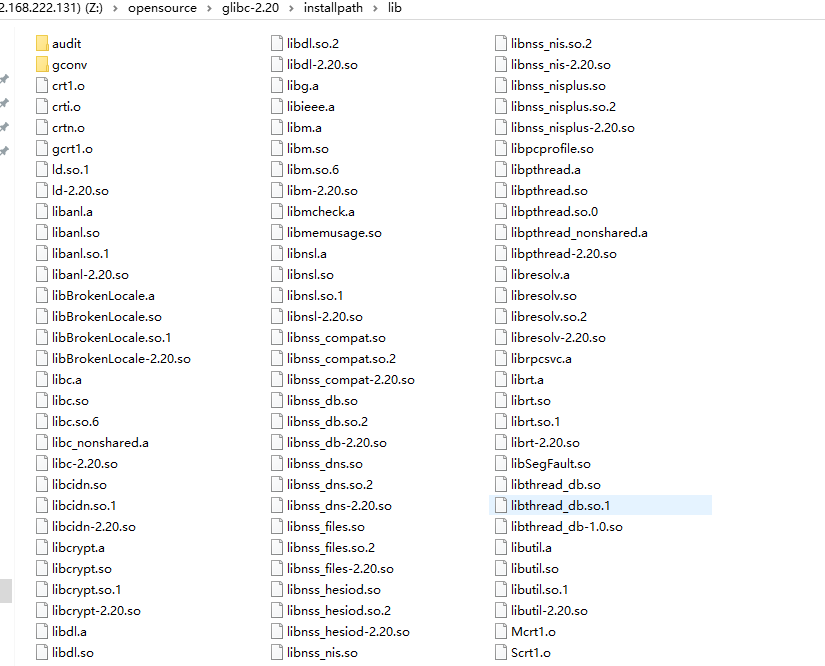 2.168.222.131) (Z:) > opensource > glibc-2.20 > installpath > lib
audit
gconv
crt1.o
crti.o
crtn.o
gcrt1.o
ld.so.1
ld-2.20.so
libanl.a
libanl.so
libanl.so.1
libanl-2.20.so
libBrokenLocale.a
libBrokenLocale.so
libBrokenLocale.so.1
libBrokenLocale-2.20.so
libc.a
libc.so
libc.so.6
libc_nonshared.a
libc-2.20.so
libcidn.so
libcidn.so.1
libcidn-2.20.so
libcrypt.a
libcrypt.so
libcrypt.so.1
libcrypt-2.20.so
libdl.a
libdl.so
libdl.so.2
libdl-2.20.so
libg.a
libieee.a
libm.a
libm.so
libm.so.6
libm-2.20.so
libmcheck.a
libmemusage.so
libnsl.a
libnsl.so
libnsl.so.1
libnsl-2.20.so
libnss_compat.so
libnss_compat.so.2
libnss_compat-2.20.so
libnss_db.so
libnss_db.so.2
libnss_db-2.20.so
libnss_dns.so
libnss_dns.so.2
libnss_dns-2.20.so
libnss_files.so
libnss_files.so.2
libnss_files-2.20.so
libnss_hesiod.so
libnss_hesiod.so.2
libnss_hesiod-2.20.so
libnss_nis.so
libnss_nis.so.2
libnss_nis-2.20.so
libnss_nisplus.so
libnss_nisplus.so.2
libnss_nisplus-2.20.so
libpcprofile.so
libpthread.a
libpthread.so
libpthread.so.0
libpthread_nonshared.a
libpthread-2.20.so
libresolv.a
libresolv.so
libresolv.so.2
libresolv-2.20.so
librpcsvc.a
librt.a
librt.so
librt.so.1
librt-2.20.so
libSegFault.so
libthread_db.so
libthread_db.so.1
libthread_db-1.0.so
libutil.a
libutil.so
libutil.so.1
libutil-2.20.so
Mcrt1.o
Scrt1.o